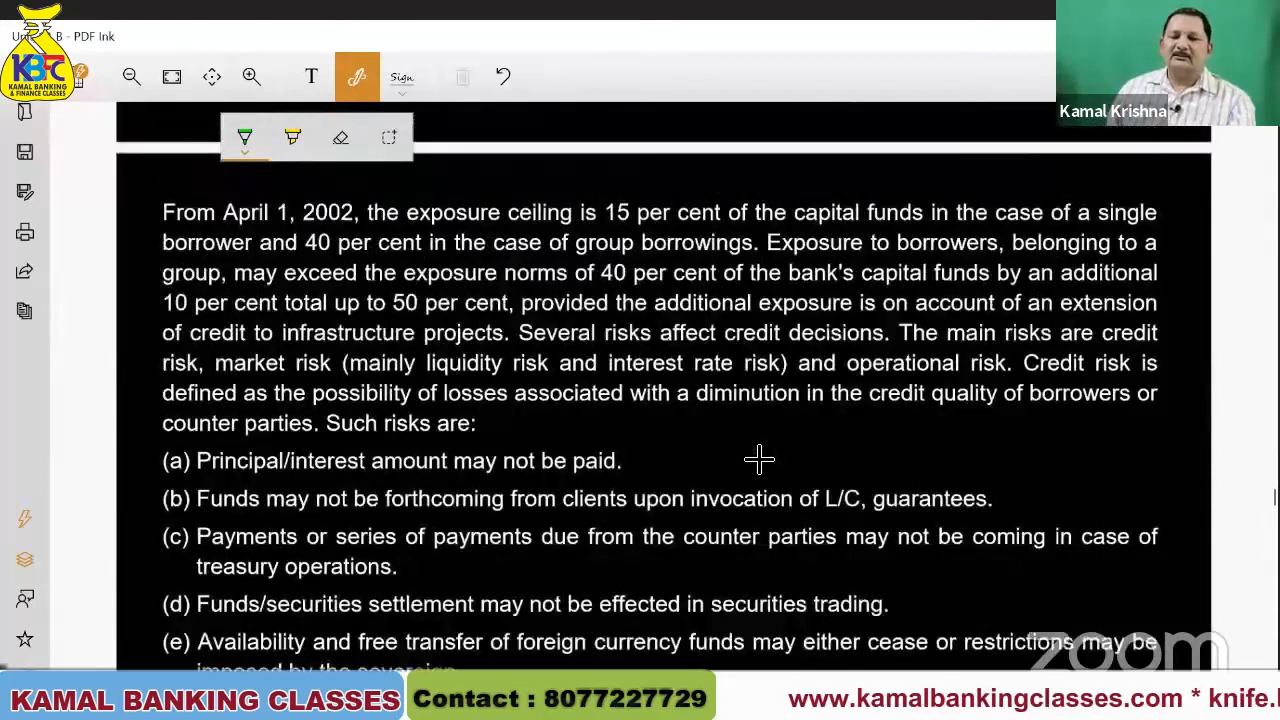 B - PDF Ink
KBFC
KAMAL BANKING
& FINANCE CLASSES
T
Sign
Kamal Krishna
From April 1, 2002, the exposure ceiling is 15 per cent of the capital funds in the case of a single
borrower and 40 per cent in the case of group borrowings. Exposure to borrowers, belonging to a
group, may exceed the exposure norms of 40 per cent of the bank's capital funds by an additional
10 per cent total up to 50 per cent, provided the additional exposure is on account of an extension
of credit to infrastructure projects. Several risks affect credit decisions. The main risks are credit
risk, market risk (mainly liquidity risk and interest rate risk) and operational risk. Credit risk is
defined as the possibility of losses associated with a diminution in the credit quality of borrowers or
counter parties. Such risks are:
(a) Principal/interest amount may not be paid.
(b) Funds may not be forthcoming from clients upon invocation of L/C, guarantees.
(c) Payments or series of payments due from the counter parties may not be coming in case of
treasury operations.
(d) Funds/securities settlement may not be effected in securities trading.
(e) Availability and free transfer of foreign currency funds may either cease or restrictions may be
imposed by the sovereign.
zoom
KAMAL BANKING CLASSES
Contact : 8077227729
www.kamalbankingclasses.com * knife.